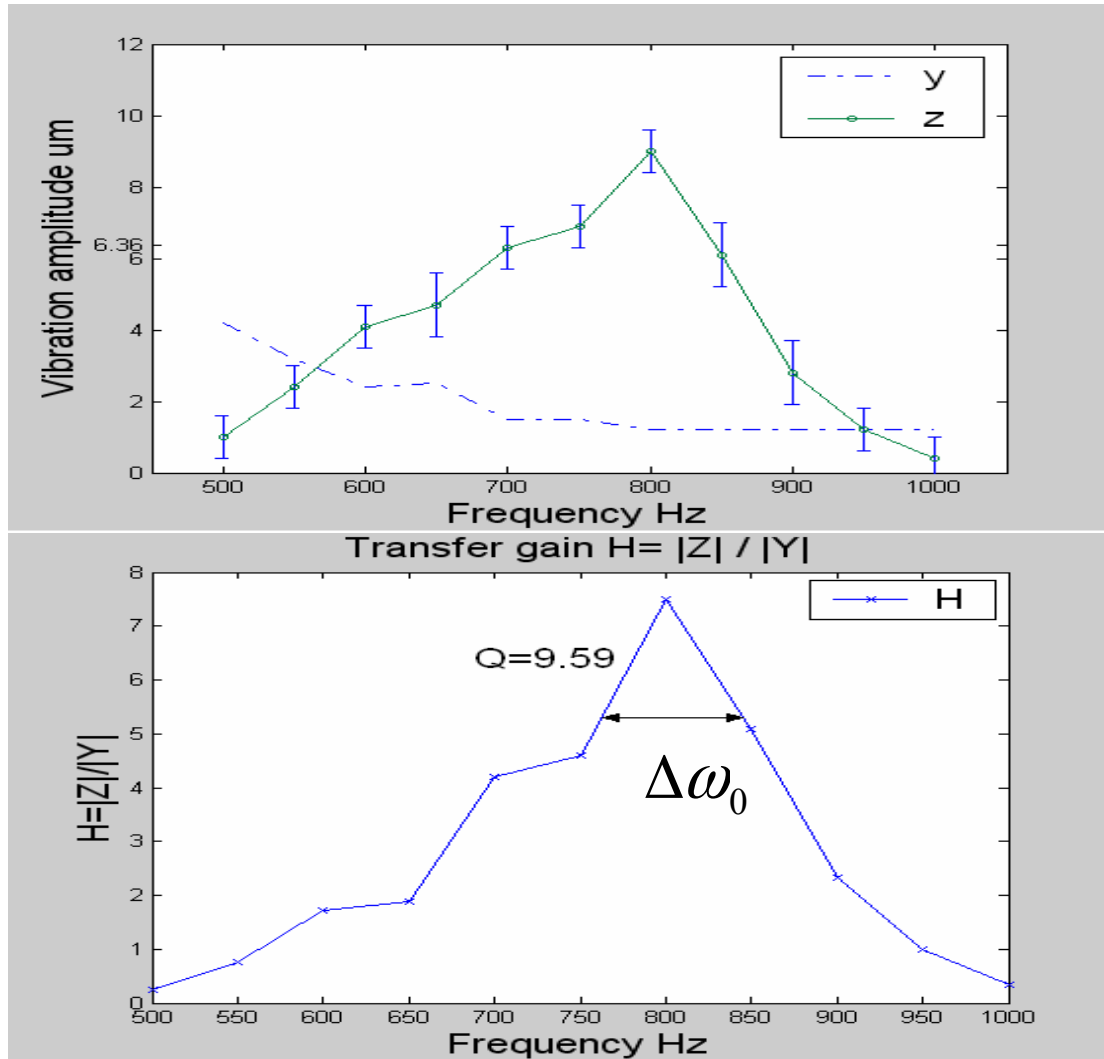 12
10
8
6.36
6
4
2
0
Vibration amplitude um
y
z
500 600 700 800 900 1000
Frequency Hz
Transfer gain H= |Z| / |Y|
8
7
6
5
4
3
2
1
0
H=|Z|/|Y|
H
Q=9.59
Δω₀
500 550 600 650 700 750 800 850 900 950 1000
Frequency Hz